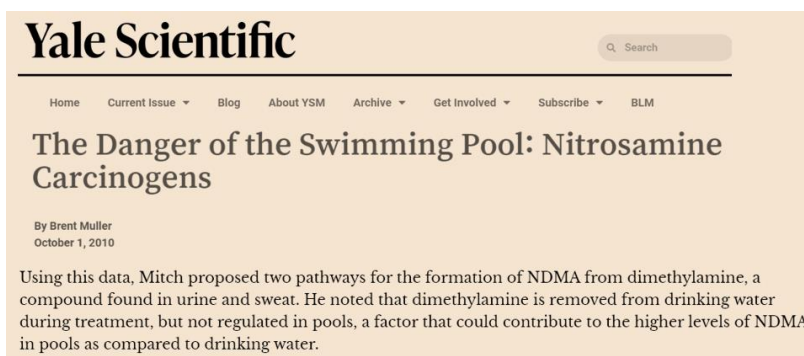 Yale Scientific
Search
Home Current Issue Blog About YSM Archive Get Involved Subscribe BLM
The Danger of the Swimming Pool: Nitrosamine
Carcinogens
By Brent Muller
October 1, 2010
Using this data, Mitch proposed two pathways for the formation of NDMA from dimethylamine, a
compound found in urine and sweat. He noted that dimethylamine is removed from drinking water
during treatment, but not regulated in pools, a factor that could contribute to the higher levels of NDMA
in pools as compared to drinking water.